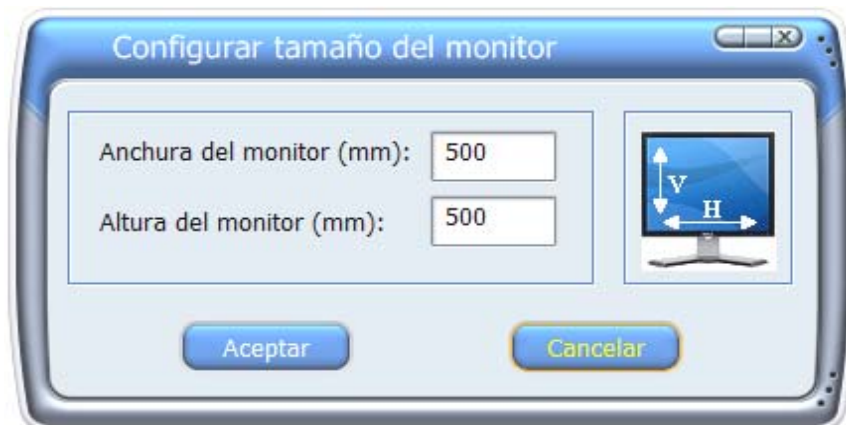 Configurar tamaño del monitor
Anchura del monitor (mm): 500
Altura del monitor (mm): 500
V
H
Aceptar Cancelar